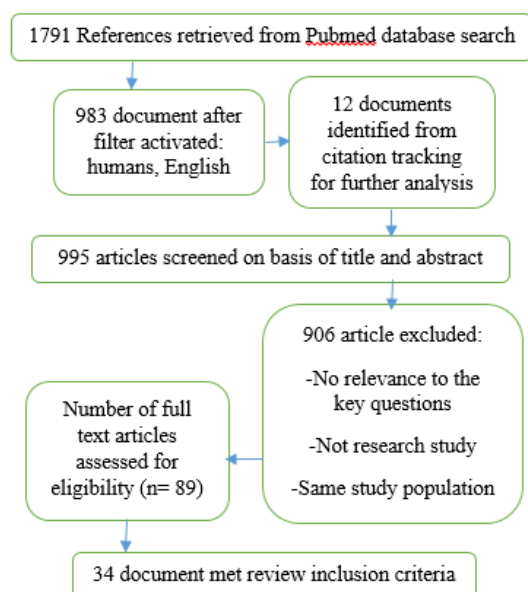 1791 References retrieved from Pubmed database search
983 document after
filter activated:
humans, English
12 documents
identified from
citation tracking
for further analysis
995 articles screened on basis of title and abstract
906 article excluded:
-No relevance to the
key questions
-Not research study
-Same study population
Number of full
text articles
assessed for
eligibility (n= 89)
34 document met review inclusion criteria